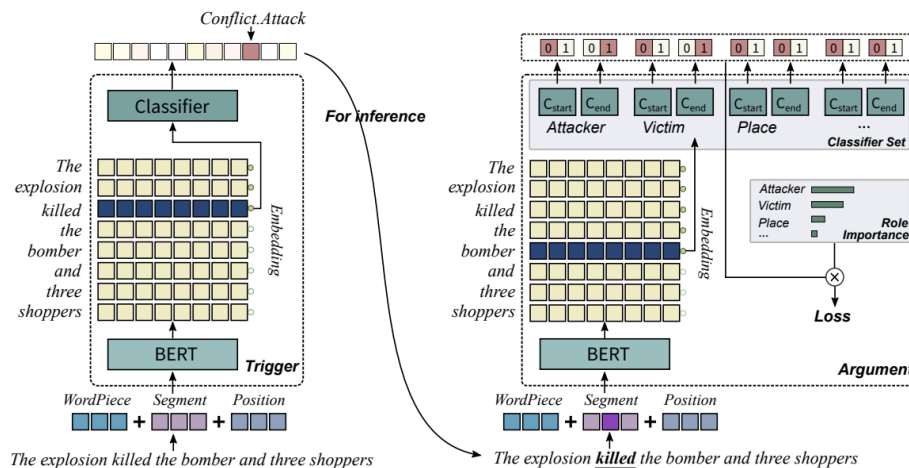 Conflict.Attack
Classifier
The
explosion
killed
the
bomber
and
three
shoppers
Embedding
BERT
Trigger
WordPiece Segment Position
+ +
The explosion killed the bomber and three shoppers
For inference
0 1 0 1 0 1 0 1 0 1 0 1 0 1 0 1
Cstart Cend Cstart Cend Cstart Cend Cstart Cend
Attacker Victim Place ...
Classifier Set
The
explosion
killed
the
bomber
and
three
shoppers
Embedding
Attacker
Victim
Place
...
Role
Importance
Loss
BERT
Argument
WordPiece Segment Position
+ +
The explosion killed the bomber and three shoppers